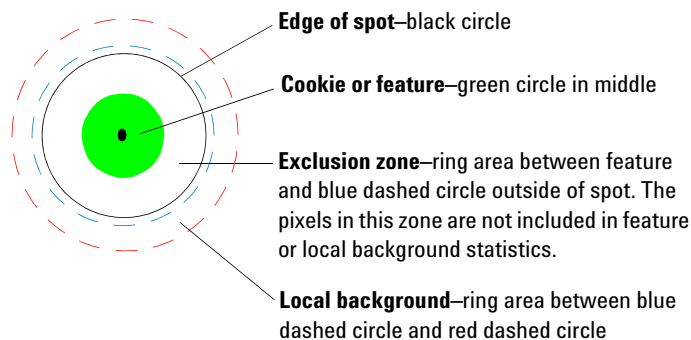 Edge of spot–black circle
Cookie or feature–green circle in middle
Exclusion zone–ring area between feature
and blue dashed circle outside of spot. The
pixels in this zone are not included in feature
or local background statistics.
Local background–ring area between blue
dashed circle and red dashed circle